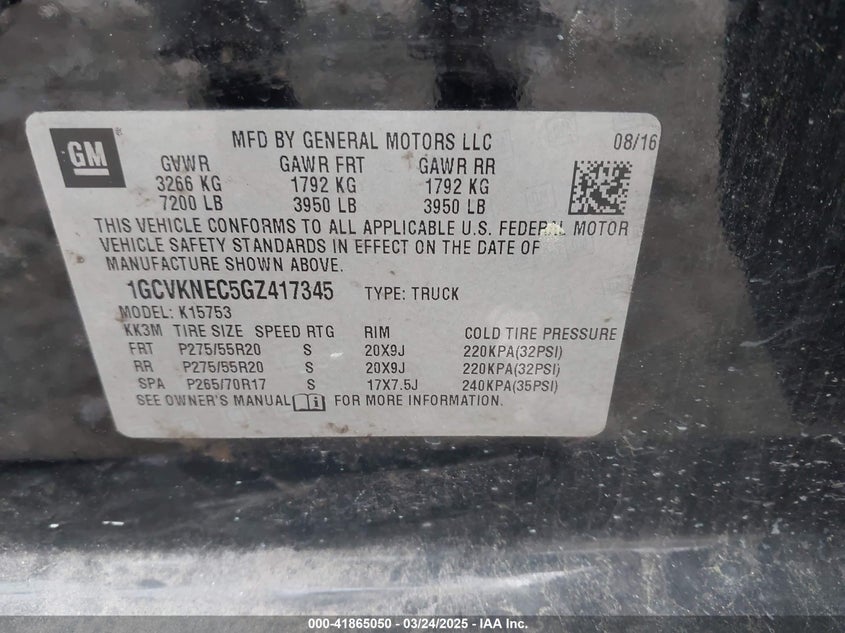 GM
MFD BY GENERAL MOTORS LLC 08/16
GVWR GAWR FRT GAWR RR
3266 KG 1792 KG 1792 KG
7200 LB 3950 LB 3950 LB
THIS VEHICLE CONFORMS TO ALL APPLICABLE U.S. FEDERAL MOTOR
VEHICLE SAFETY STANDARDS IN EFFECT ON THE DATE OF
MANUFACTURE SHOWN ABOVE.
1GCVKNEC5GZ417345 TYPE: TRUCK
MODEL: K15753
KK3M TIRE SIZE SPEED RTG RIM COLD TIRE PRESSURE
FRT P275/55R20 S 20X9J 220KPA(32PSI)
RR P275/55R20 S 20X9J 220KPA(32PSI)
SPA P265/70R17 S 17X7.5J 240KPA(35PSI)
SEE OWNER'S MANUAL FOR MORE INFORMATION.
000-41865050 - 03/24/2025 - IAA Inc.